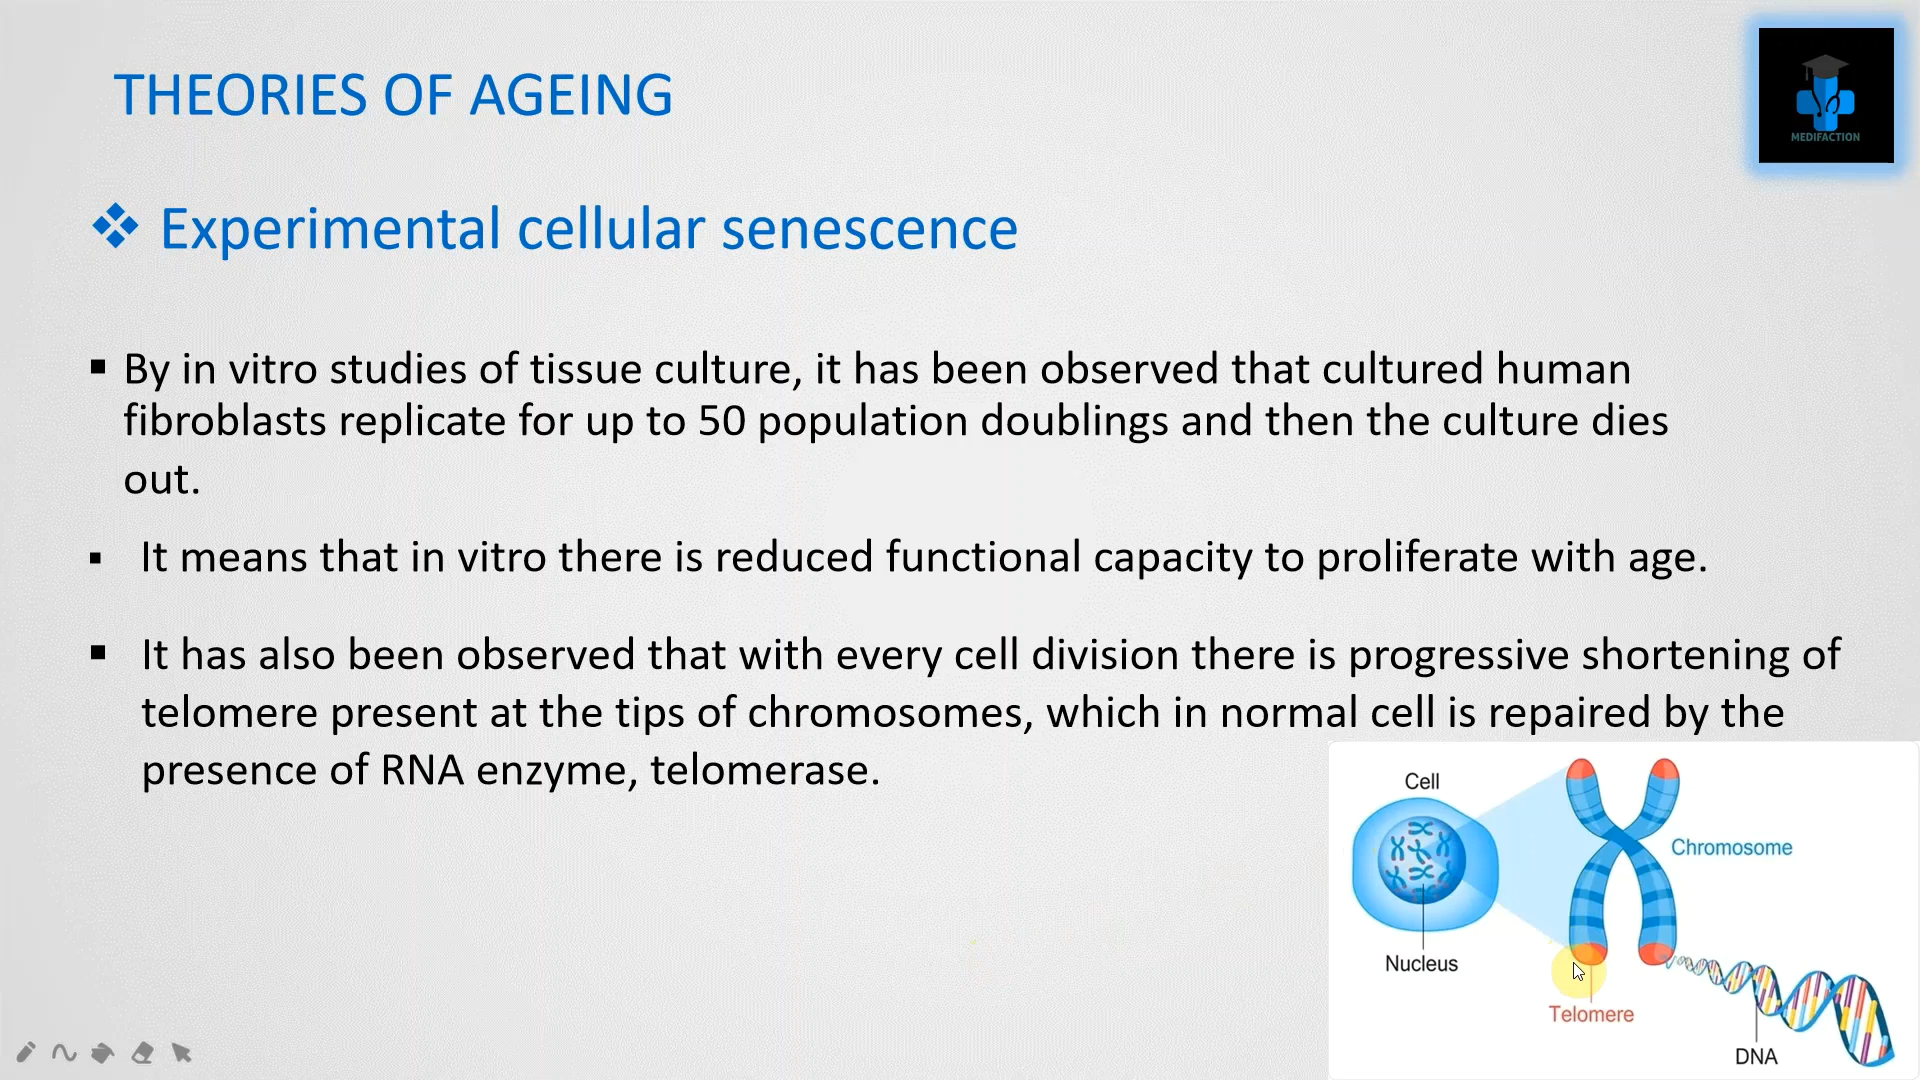 THEORIES OF AGEING
MEDIFACTION
Experimental cellular senescence
By in vitro studies of tissue culture, it has been observed that cultured human
fibroblasts replicate for up to 50 population doublings and then the culture dies
out.
It means that in vitro there is reduced functional capacity to proliferate with age.
It has also been observed that with every cell division there is progressive shortening of
telomere present at the tips of chromosomes, which in normal cell is repaired by the
presence of RNA enzyme, telomerase.
Cell
Chromosome
Nucleus
Telomere
DNA